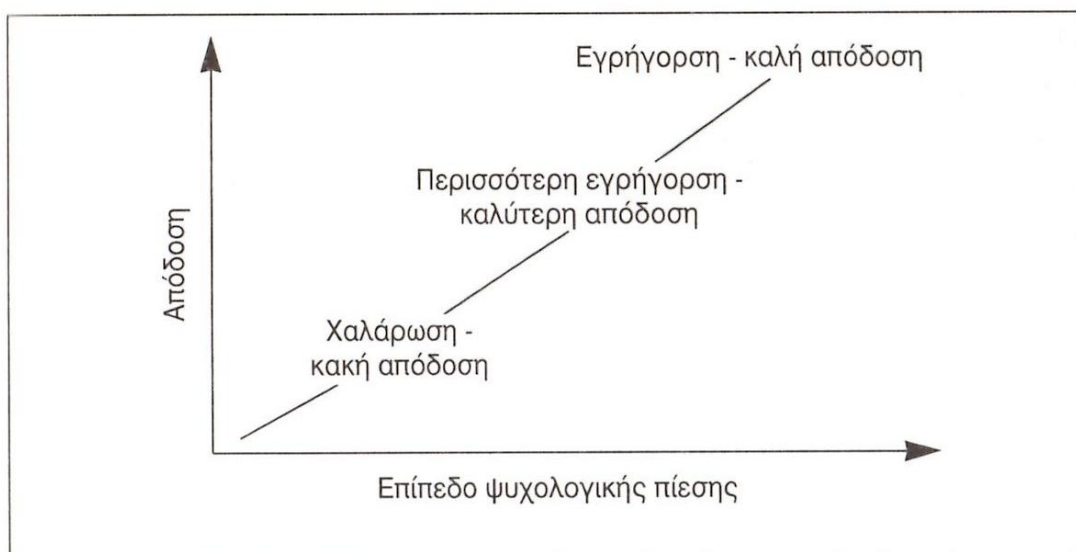 Εγρήγορση - καλή απόδοση
Περισσότερη εγρήγορση -
καλύτερη απόδοση
Χαλάρωση -
κακή απόδοση
Απόδοση
Επίπεδο ψυχολογικής πίεσης